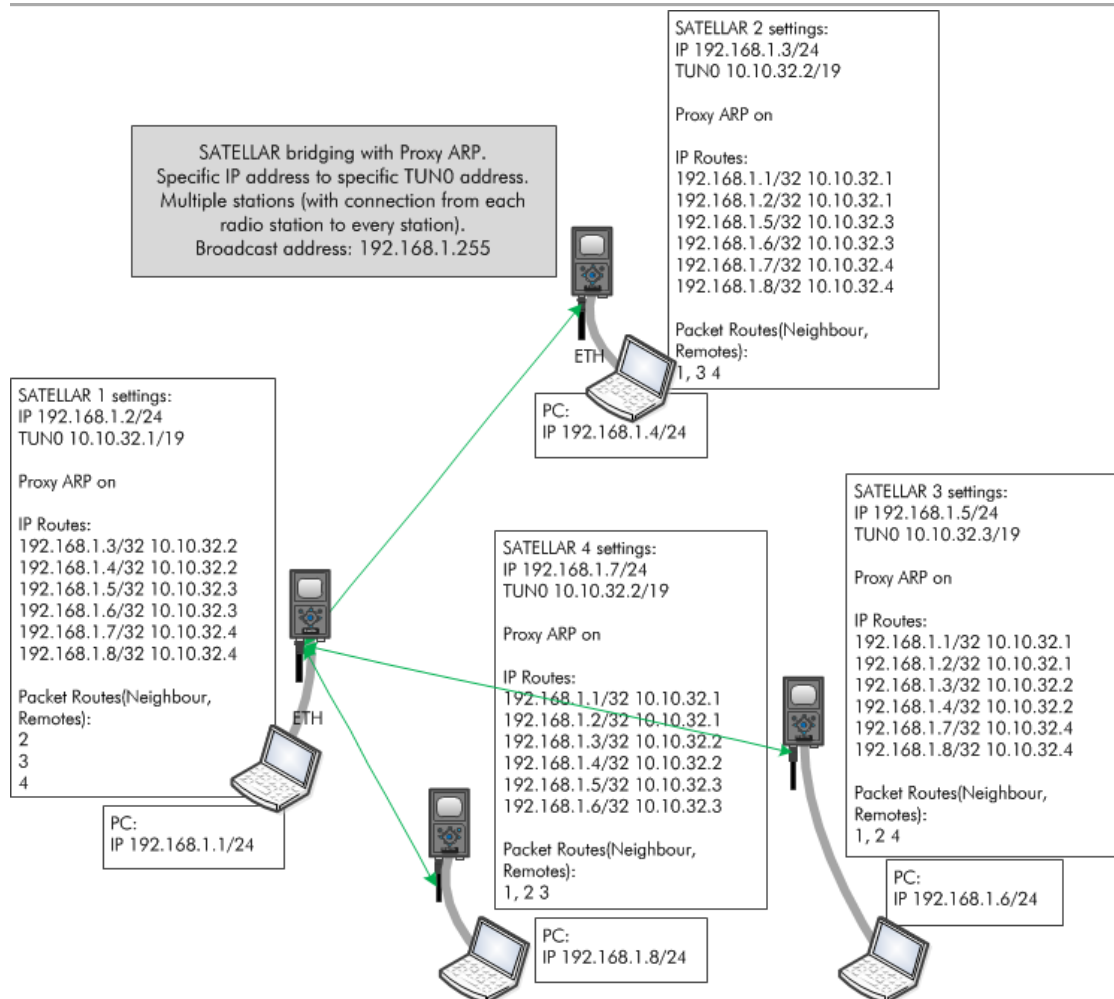 SATELLAR 2 settings:
IP 192.168.1.3/24
TUN0 10.10.32.2/19
Proxy ARP on
IP Routes:
192.168.1.1/32 10.10.32.1
192.168.1.2/32 10.10.32.1
192.168.1.5/32 10.10.32.3
192.168.1.6/32 10.10.32.3
192.168.1.7/32 10.10.32.4
192.168.1.8/32 10.10.32.4
Packet Routes(Neighbour,
Remotes):
1, 3 4
SATELLAR bridging with Proxy ARP.
Specific IP address to specific TUN0 address.
Multiple stations (with connection from each
radio station to every station).
Broadcast address: 192.168.1.255
ETH
PC:
IP 192.168.1.4/24
SATELLAR 1 settings:
IP 192.168.1.2/24
TUN0 10.10.32.1/19
Proxy ARP on
IP Routes:
192.168.1.3/32 10.10.32.2
192.168.1.4/32 10.10.32.2
192.168.1.5/32 10.10.32.3
192.168.1.6/32 10.10.32.3
192.168.1.7/32 10.10.32.4
192.168.1.8/32 10.10.32.4
Packet Routes(Neighbour,
Remotes):
2
3
4
ETH
PC:
IP 192.168.1.1/24
SATELLAR 4 settings:
IP 192.168.1.7/24
TUN0 10.10.32.2/19
Proxy ARP on
IP Routes:
192.168.1.1/32 10.10.32.1
192.168.1.2/32 10.10.32.1
192.168.1.3/32 10.10.32.2
192.168.1.4/32 10.10.32.2
192.168.1.5/32 10.10.32.3
192.168.1.6/32 10.10.32.3
Packet Routes(Neighbour,
Remotes):
1, 2 3
PC:
IP 192.168.1.8/24
SATELLAR 3 settings:
IP 192.168.1.5/24
TUN0 10.10.32.3/19
Proxy ARP on
IP Routes:
192.168.1.1/32 10.10.32.1
192.168.1.2/32 10.10.32.1
192.168.1.3/32 10.10.32.2
192.168.1.4/32 10.10.32.2
192.168.1.7/32 10.10.32.4
192.168.1.8/32 10.10.32.4
Packet Routes(Neighbour,
Remotes):
1, 2 4
PC:
IP 192.168.1.6/24